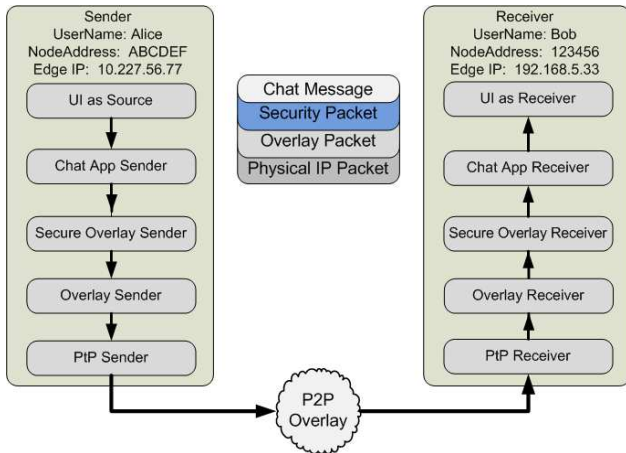 Sender
UserName: Alice
NodeAddress: ABCDEF
Edge IP: 10.227.56.77
UI as Source
Chat App Sender
Secure Overlay Sender
Overlay Sender
PtP Sender
Chat Message
Security Packet
Overlay Packet
Physical IP Packet
P2P
Overlay
Receiver
UserName: Bob
NodeAddress: 123456
Edge IP: 192.168.5.33
UI as Receiver
Chat App Receiver
Secure Overlay Receiver
Overlay Receiver
PtP Receiver